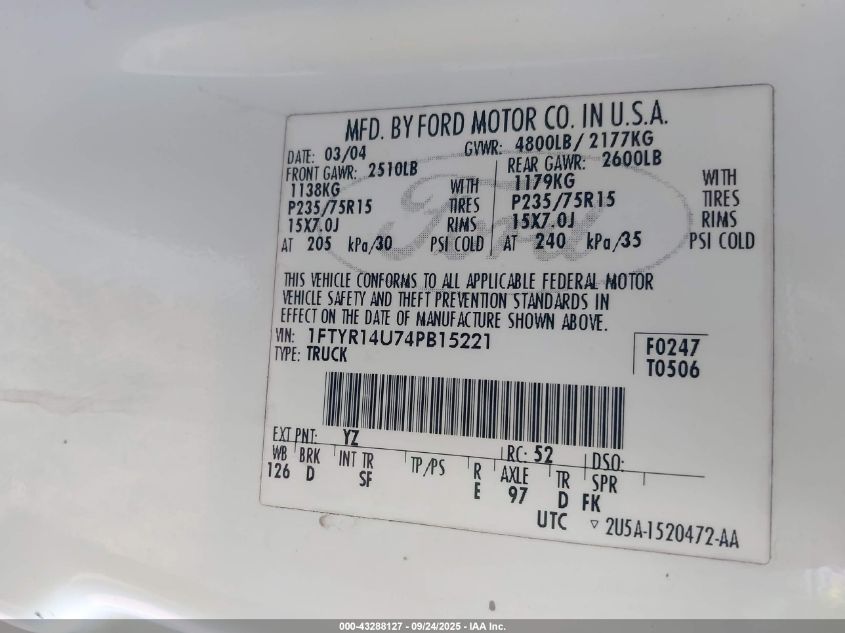 MFD. BY FORD MOTOR CO. IN U.S.A.
DATE: 03/04 GVWR: 4800LB/ 2177KG
FRONT GAWR: 2510LB REAR GAWR: 2600LB
1138KG WITH 1179KG WITH
P235/75R15 TIRES P235/75R15 TIRES
15X7.0J RIMS 15X7.0J RIMS
AT 205 kPa/30 PSI COLD AT 240 kPa/35 PSI COLD
Ford
THIS VEHICLE CONFORMS TO ALL APPLICABLE FEDERAL MOTOR
VEHICLE SAFETY AND THEFT PREVENTION STANDARDS IN
EFFECT ON THE DATE OF MANUFACTURE SHOWN ABOVE.
VIN: 1FTYR14U74PB15221
TYPE: TRUCK
F0247
T0506
EXT PNT: YZ RC: 52 DSO:
WB BRK INT TR TP/PS R AXLE TR SPR
126 D SF E 97 D FK
UTC ▽ 2U5A-1520472-AA
000-43288127 - 09/24/2025 - IAA Inc.